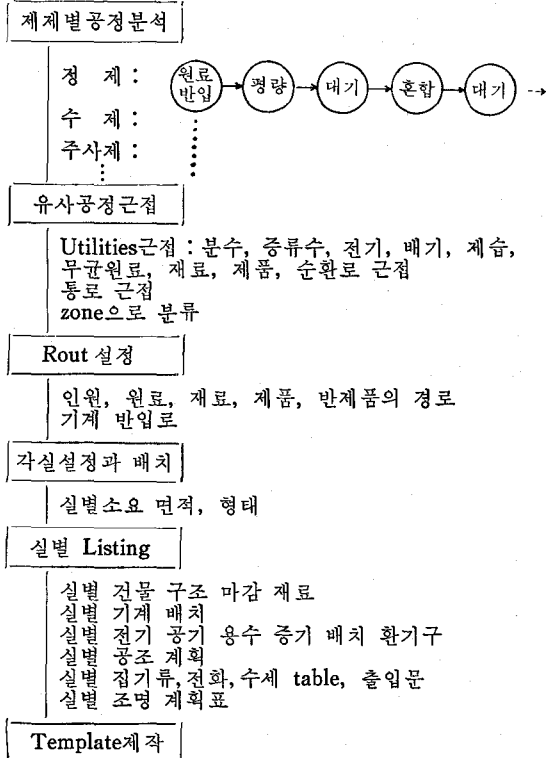 제제별공정분석
정 제 : 원료반입 → 평량 → 대기 → 혼합 → 대기
수 제 :
주사제 :
유사공정근접
Utilities근접 : 분수, 증류수, 전기, 배기, 제습,
무균원료, 재료, 제품, 순환로 근접
통로 근접
zone으로 분류
Rout 설정
인원, 원료, 재료, 제품, 반제품의 경로
기계 반입로
각실설정과 배치
실별소요 면적, 형태
실별 Listing
실별 건물 구조 마감 재료
실별 기계 배치
실별 전기 공기 용수 증기 배치 환기구
실별 공조 계획
실별 집기류, 전화, 수세 table, 출입문
실별 조명 계획표
Template제작